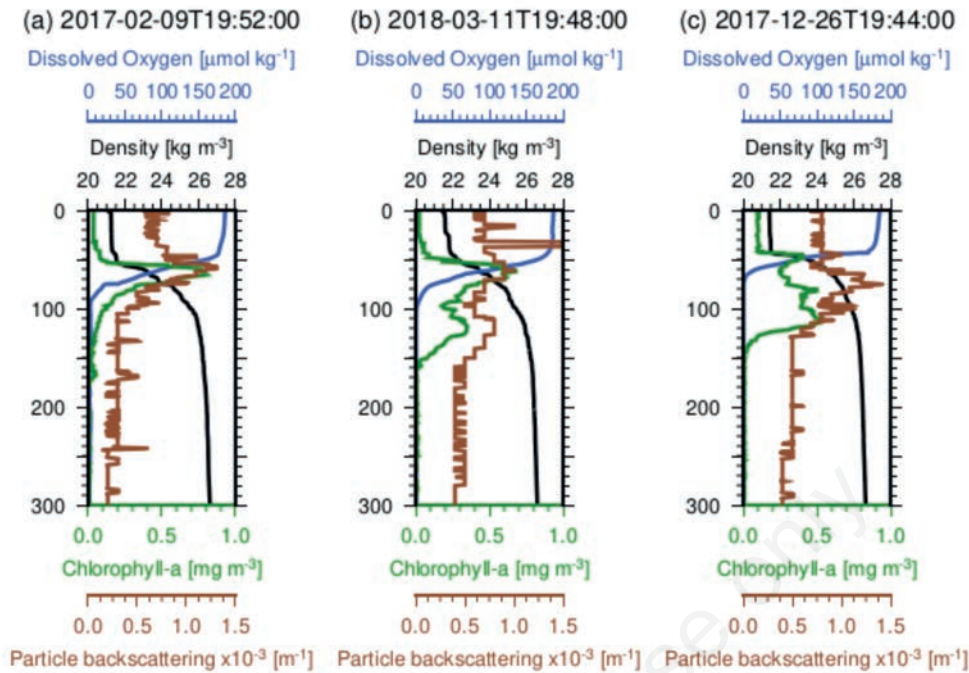 (a) 2017-02-09T19:52:00
Dissolved Oxygen [μmol kg-1]
0 50 100 150 200
Density [kg m-3]
20 22 24 26 28
0
100
200
300
0.0 0.5 1.0
Chlorophyll-a [mg m-3]
0.0 0.5 1.0 1.5
Particle backscattering x10-3 [m-1]
(b) 2018-03-11T19:48:00
Dissolved Oxygen [μmol kg-1]
0 50 100 150 200
Density [kg m-3]
20 22 24 26 28
0
100
200
300
0.0 0.5 1.0
Chlorophyll-a [mg m-3]
0.0 0.5 1.0 1.5
Particle backscattering x10-3 [m-1]
(c) 2017-12-26T19:44:00
Dissolved Oxygen [μmol kg-1]
0 50 100 150 200
Density [kg m-3]
20 22 24 26 28
0
100
200
300
0.0 0.5 1.0
Chlorophyll-a [mg m-3]
0.0 0.5 1.0 1.5
Particle backscattering x10-3 [m-1]
only